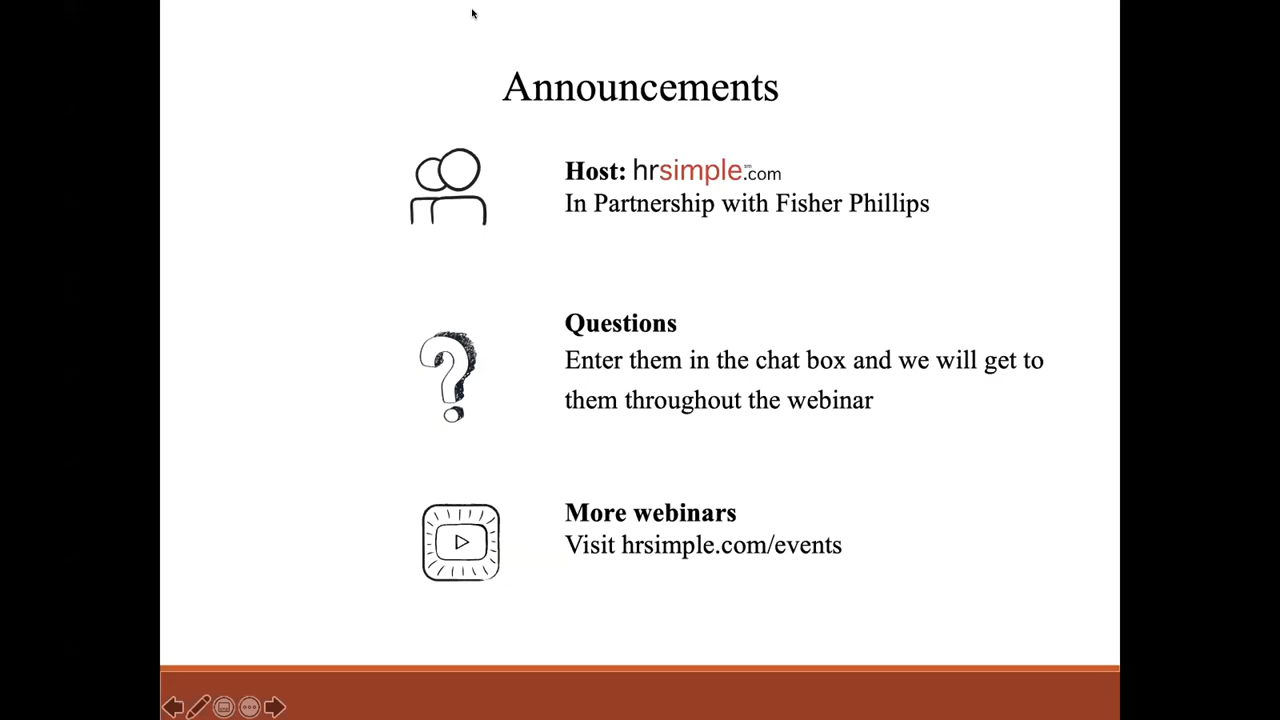 Announcements
Host: hrsimple.com
In Partnership with Fisher Phillips
Questions
Enter them in the chat box and we will get to
them throughout the webinar
More webinars
Visit hrsimple.com/events